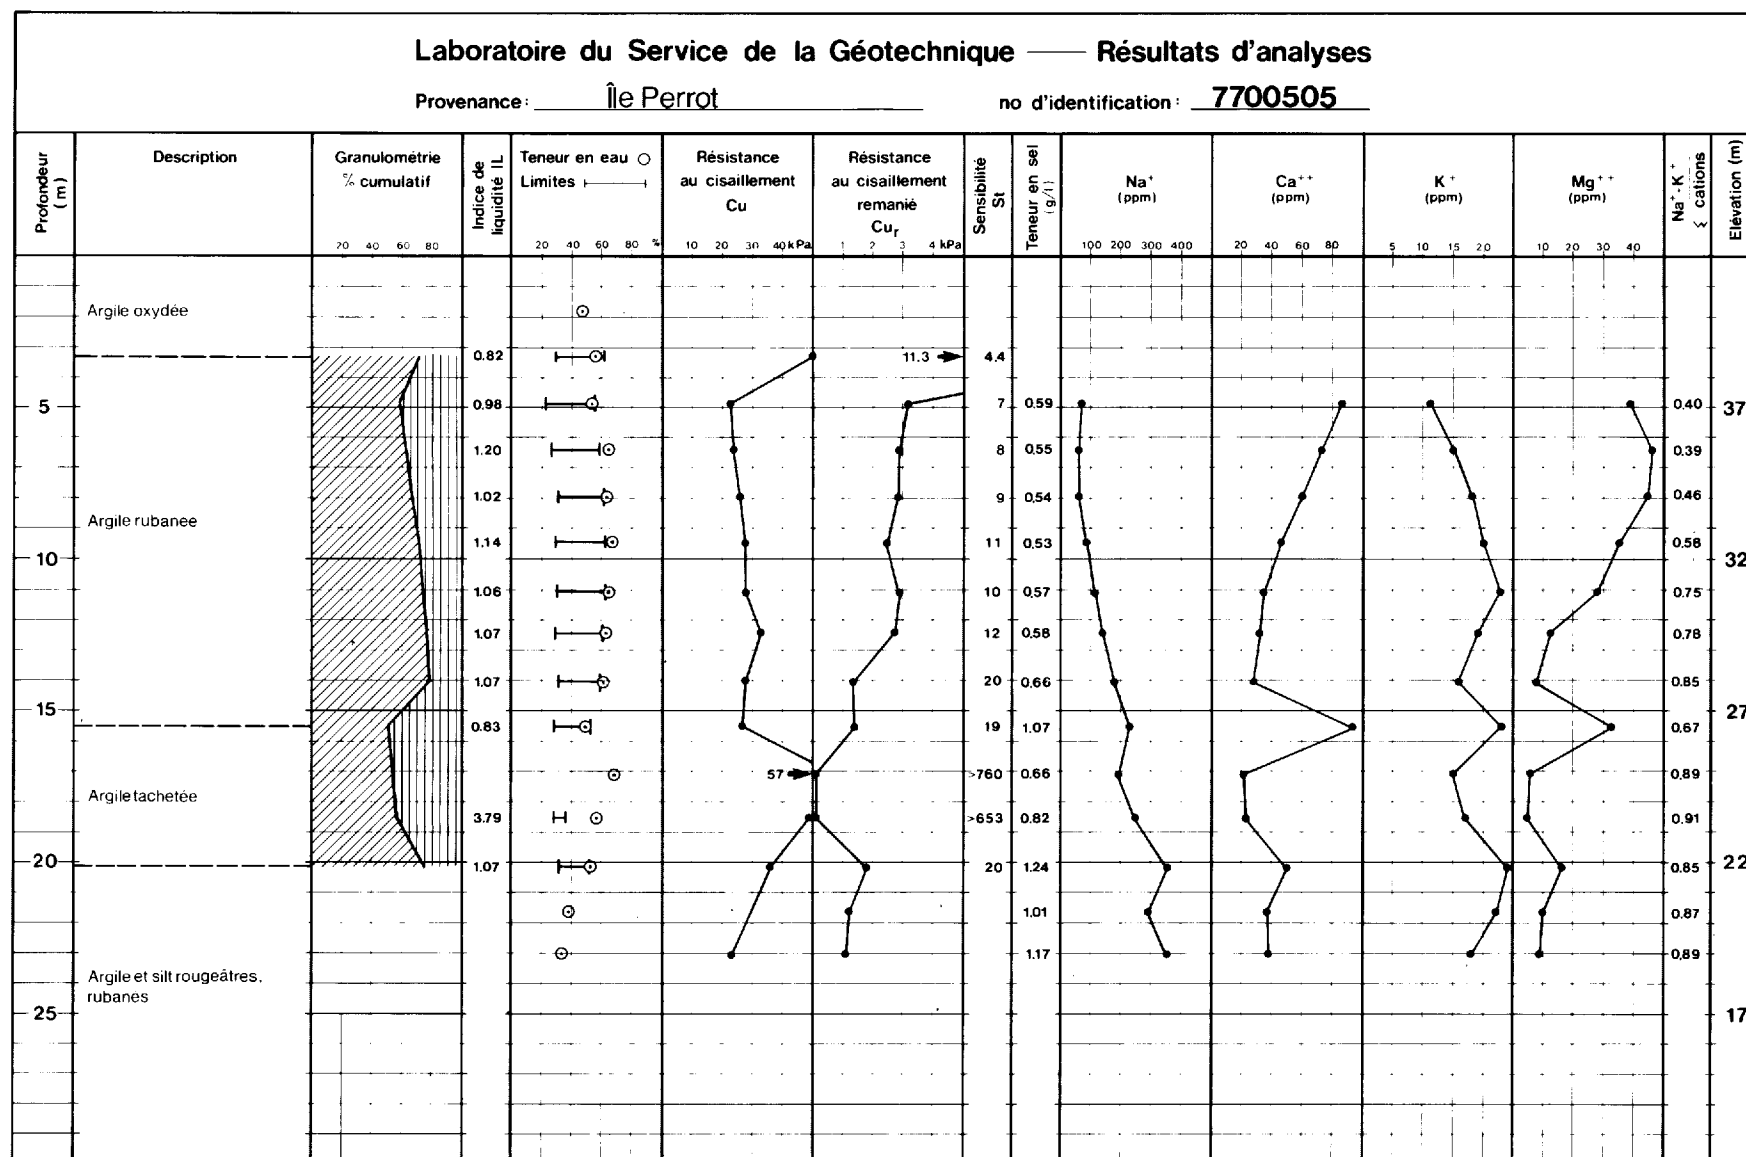 Laboratoire du Service de la Géotechnique — Résultats d'analyses
Provenance: Île Perrot no d'identification: 7700505
Profondeur (m)
Description
Granulométrie
% cumulatif
20 40 60 80
Indice de liquidité IL
Teneur en eau
Limites
20 40 60 80 %
Résistance
au cisaillement
Cu
10 20 30 40 kPa
Résistance
au cisaillement
remanié
Cur
1 2 3 4 kPa
Sensibilité St
Teneur en sel (g/l)
Na+
(ppm)
100 200 300 400
Ca++
(ppm)
20 40 60 80
K+
(ppm)
5 10 15 20
Mg++
(ppm)
10 20 30 40
Na+·K+
cations
Elévation (m)
Argile oxydée
0.82 11.3 4.4
5 0.98 7 0.59 0.40 37
1.20 8 0.55 0.39
1.02 9 0.54 0.46
Argile rubanee
1.14 11 0.53 0.58
10 32
1.06 10 0.57 0.75
1.07 12 0.58 0.78
1.07 20 0.66 0.85
15 27
0.83 19 1.07 0.67
57 >760 0.66 0.89
Argile tachetée
3.79 >653 0.82 0.91
20 1.07 20 1.24 0.85 22
1.01 0.87
1.17 0.89
Argile et silt rougeâtres,
rubanés
25 17